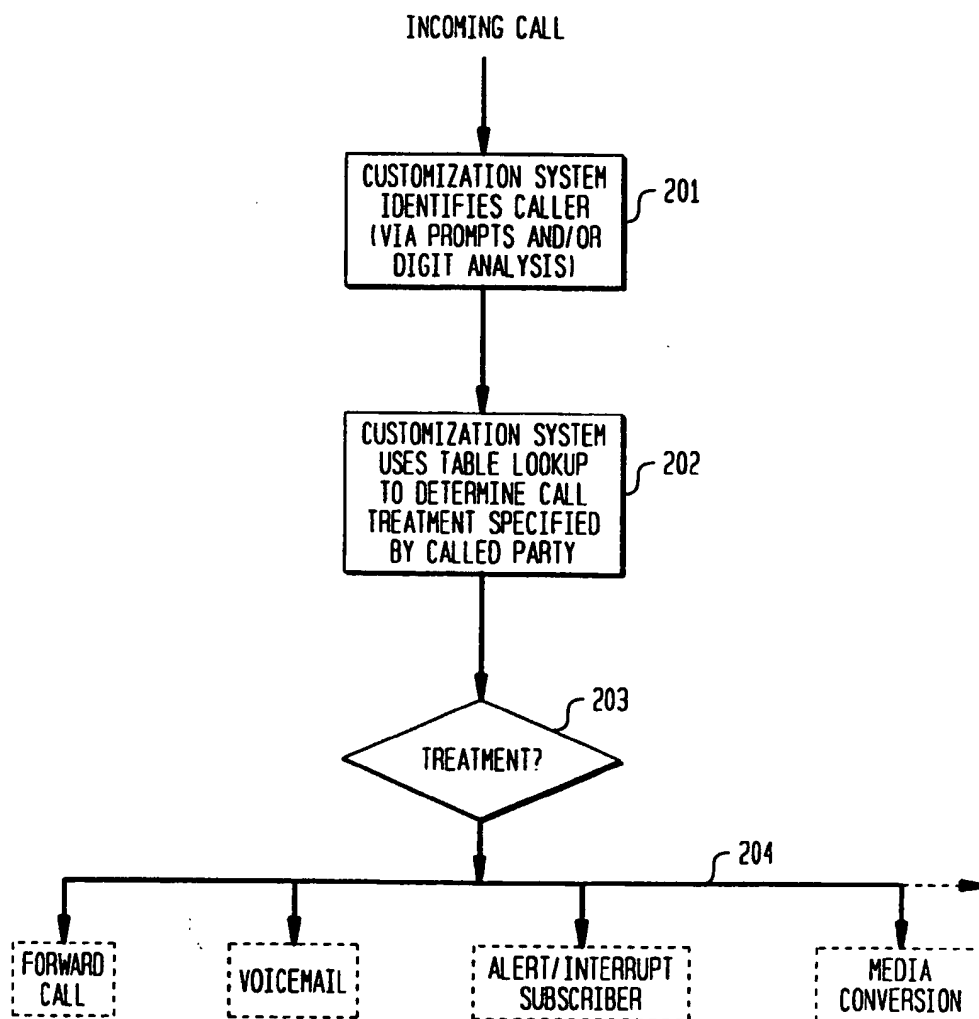 INCOMING CALL
CUSTOMIZATION SYSTEM
IDENTIFIES CALLER
(VIA PROMPTS AND/OR
DIGIT ANALYSIS)
201
CUSTOMIZATION SYSTEM
USES TABLE LOOKUP
TO DETERMINE CALL
TREATMENT SPECIFIED
BY CALLED PARTY
202
TREATMENT?
203
204
FORWARD
CALL
VOICEMAIL
ALERT/INTERRUPT
SUBSCRIBER
MEDIA
CONVERSION